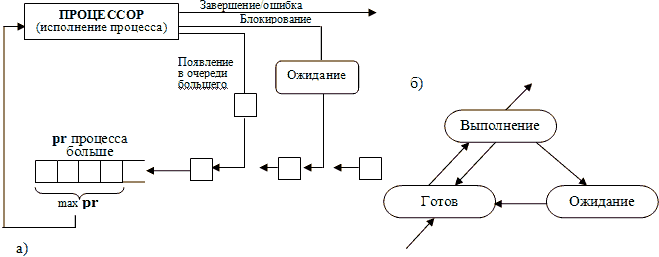 ПРОЦЕССОР
(исполнение процесса)
Завершение/ошибка
Блокирование
Появление
в очереди
большего
Ожидание
pr процесса
больше
max pr
а)
б)
Выполнение
Готов
Ожидание